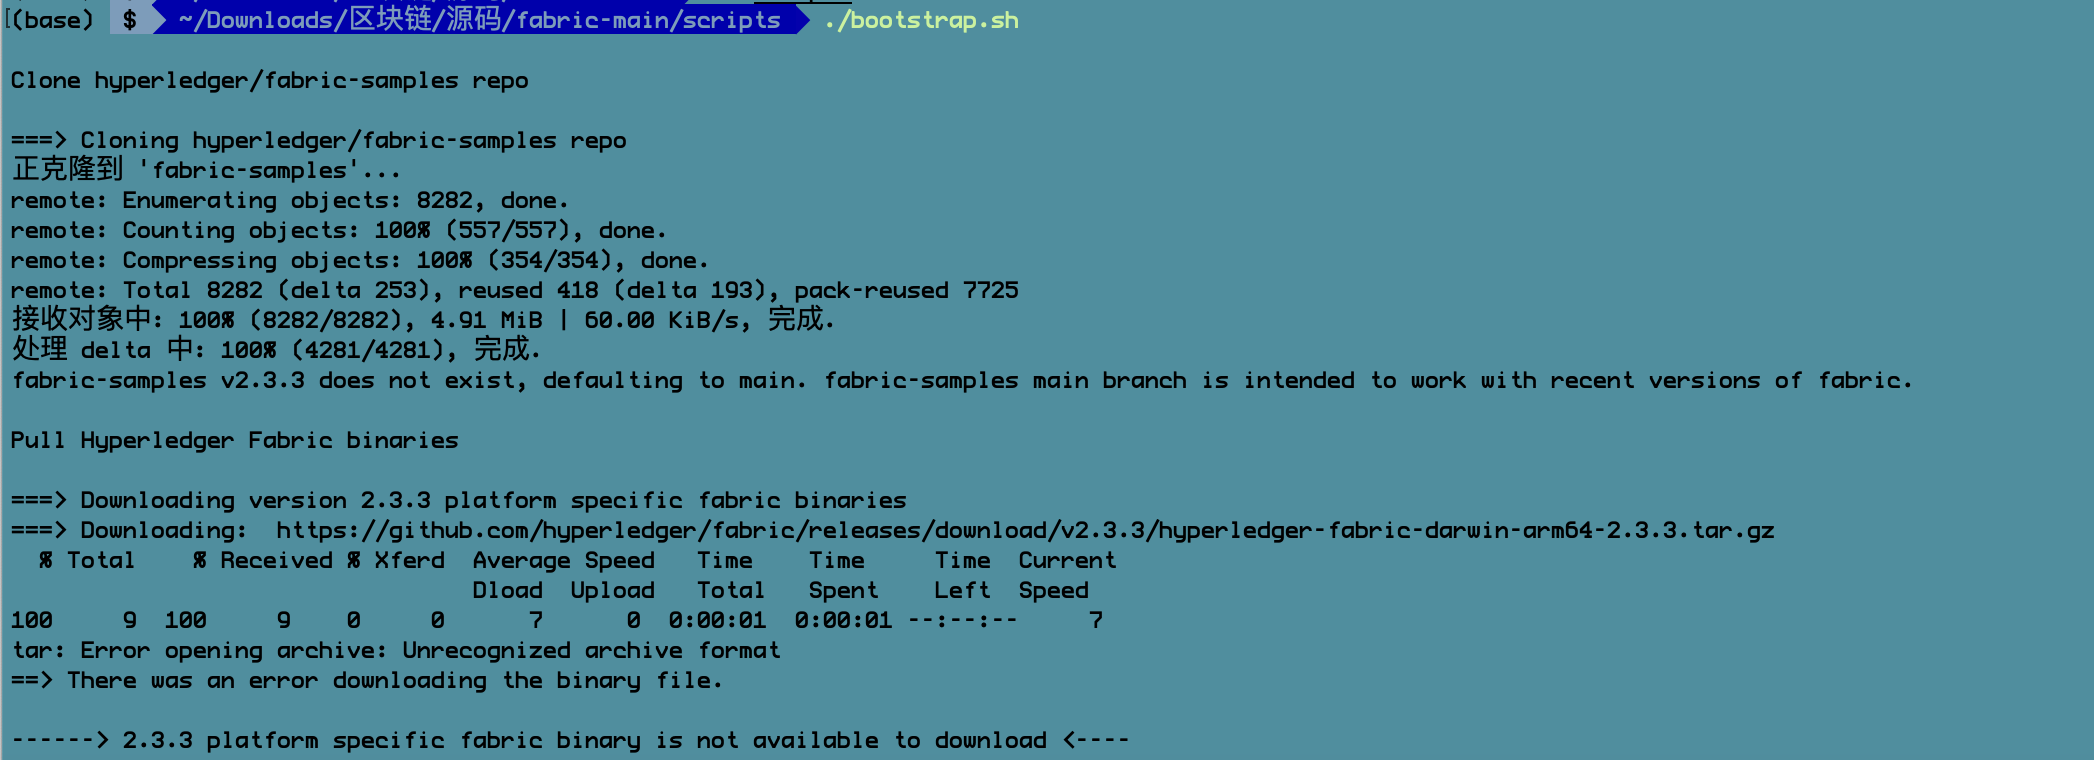 (base) $ ~/Downloads/区块链/源码/fabric-main/scripts ./bootstrap.sh
Clone hyperledger/fabric-samples repo
===> Cloning hyperledger/fabric-samples repo
正克隆到 'fabric-samples'...
remote: Enumerating objects: 8282, done.
remote: Counting objects: 100% (557/557), done.
remote: Compressing objects: 100% (354/354), done.
remote: Total 8282 (delta 253), reused 418 (delta 193), pack-reused 7725
接收对象中: 100% (8282/8282), 4.91 MiB | 60.00 KiB/s, 完成.
处理 delta 中: 100% (4281/4281), 完成.
fabric-samples v2.3.3 does not exist, defaulting to main. fabric-samples main branch is intended to work with recent versions of fabric.
Pull Hyperledger Fabric binaries
===> Downloading version 2.3.3 platform specific fabric binaries
===> Downloading:  https://github.com/hyperledger/fabric/releases/download/v2.3.3/hyperledger-fabric-darwin-arm64-2.3.3.tar.gz
% Total    % Received % Xferd  Average Speed   Time    Time     Time  Current
Dload  Upload   Total   Spent    Left  Speed
100     9  100     9    0     0      7      0  0:00:01  0:00:01 --:--:--     7
tar: Error opening archive: Unrecognized archive format
==> There was an error downloading the binary file.
------> 2.3.3 platform specific fabric binary is not available to download <----